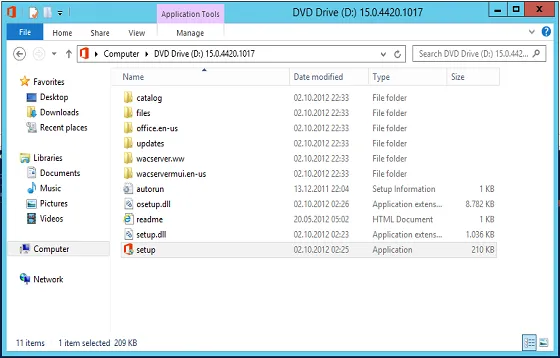 Application Tools
DVD Drive (D:) 15.0.4420.1017
File Home Share View Manage
Computer DVD Drive (D:) 15.0.4420.1017
Search DVD Drive (D:) 15.0.442...
Name Date modified Type Size
Favorites
Desktop
Downloads
Recent places
Libraries
Documents
Music
Pictures
Videos
Computer
Network
catalog 02.10.2012 22:33 File folder
files 02.10.2012 22:33 File folder
office.en-us 02.10.2012 22:33 File folder
updates 02.10.2012 22:33 File folder
wacserver.ww 02.10.2012 22:33 File folder
wacservermui.en-us 02.10.2012 22:33 File folder
autorun 13.12.2011 22:04 Setup Information 1 KB
osetup.dll 02.10.2012 02:26 Application extens... 8.782 KB
readme 20.05.2012 05:02 HTML Document 1 KB
setup.dll 02.10.2012 02:23 Application extens... 1.036 KB
setup 02.10.2012 02:25 Application 210 KB
11 items 1 item selected 209 KB